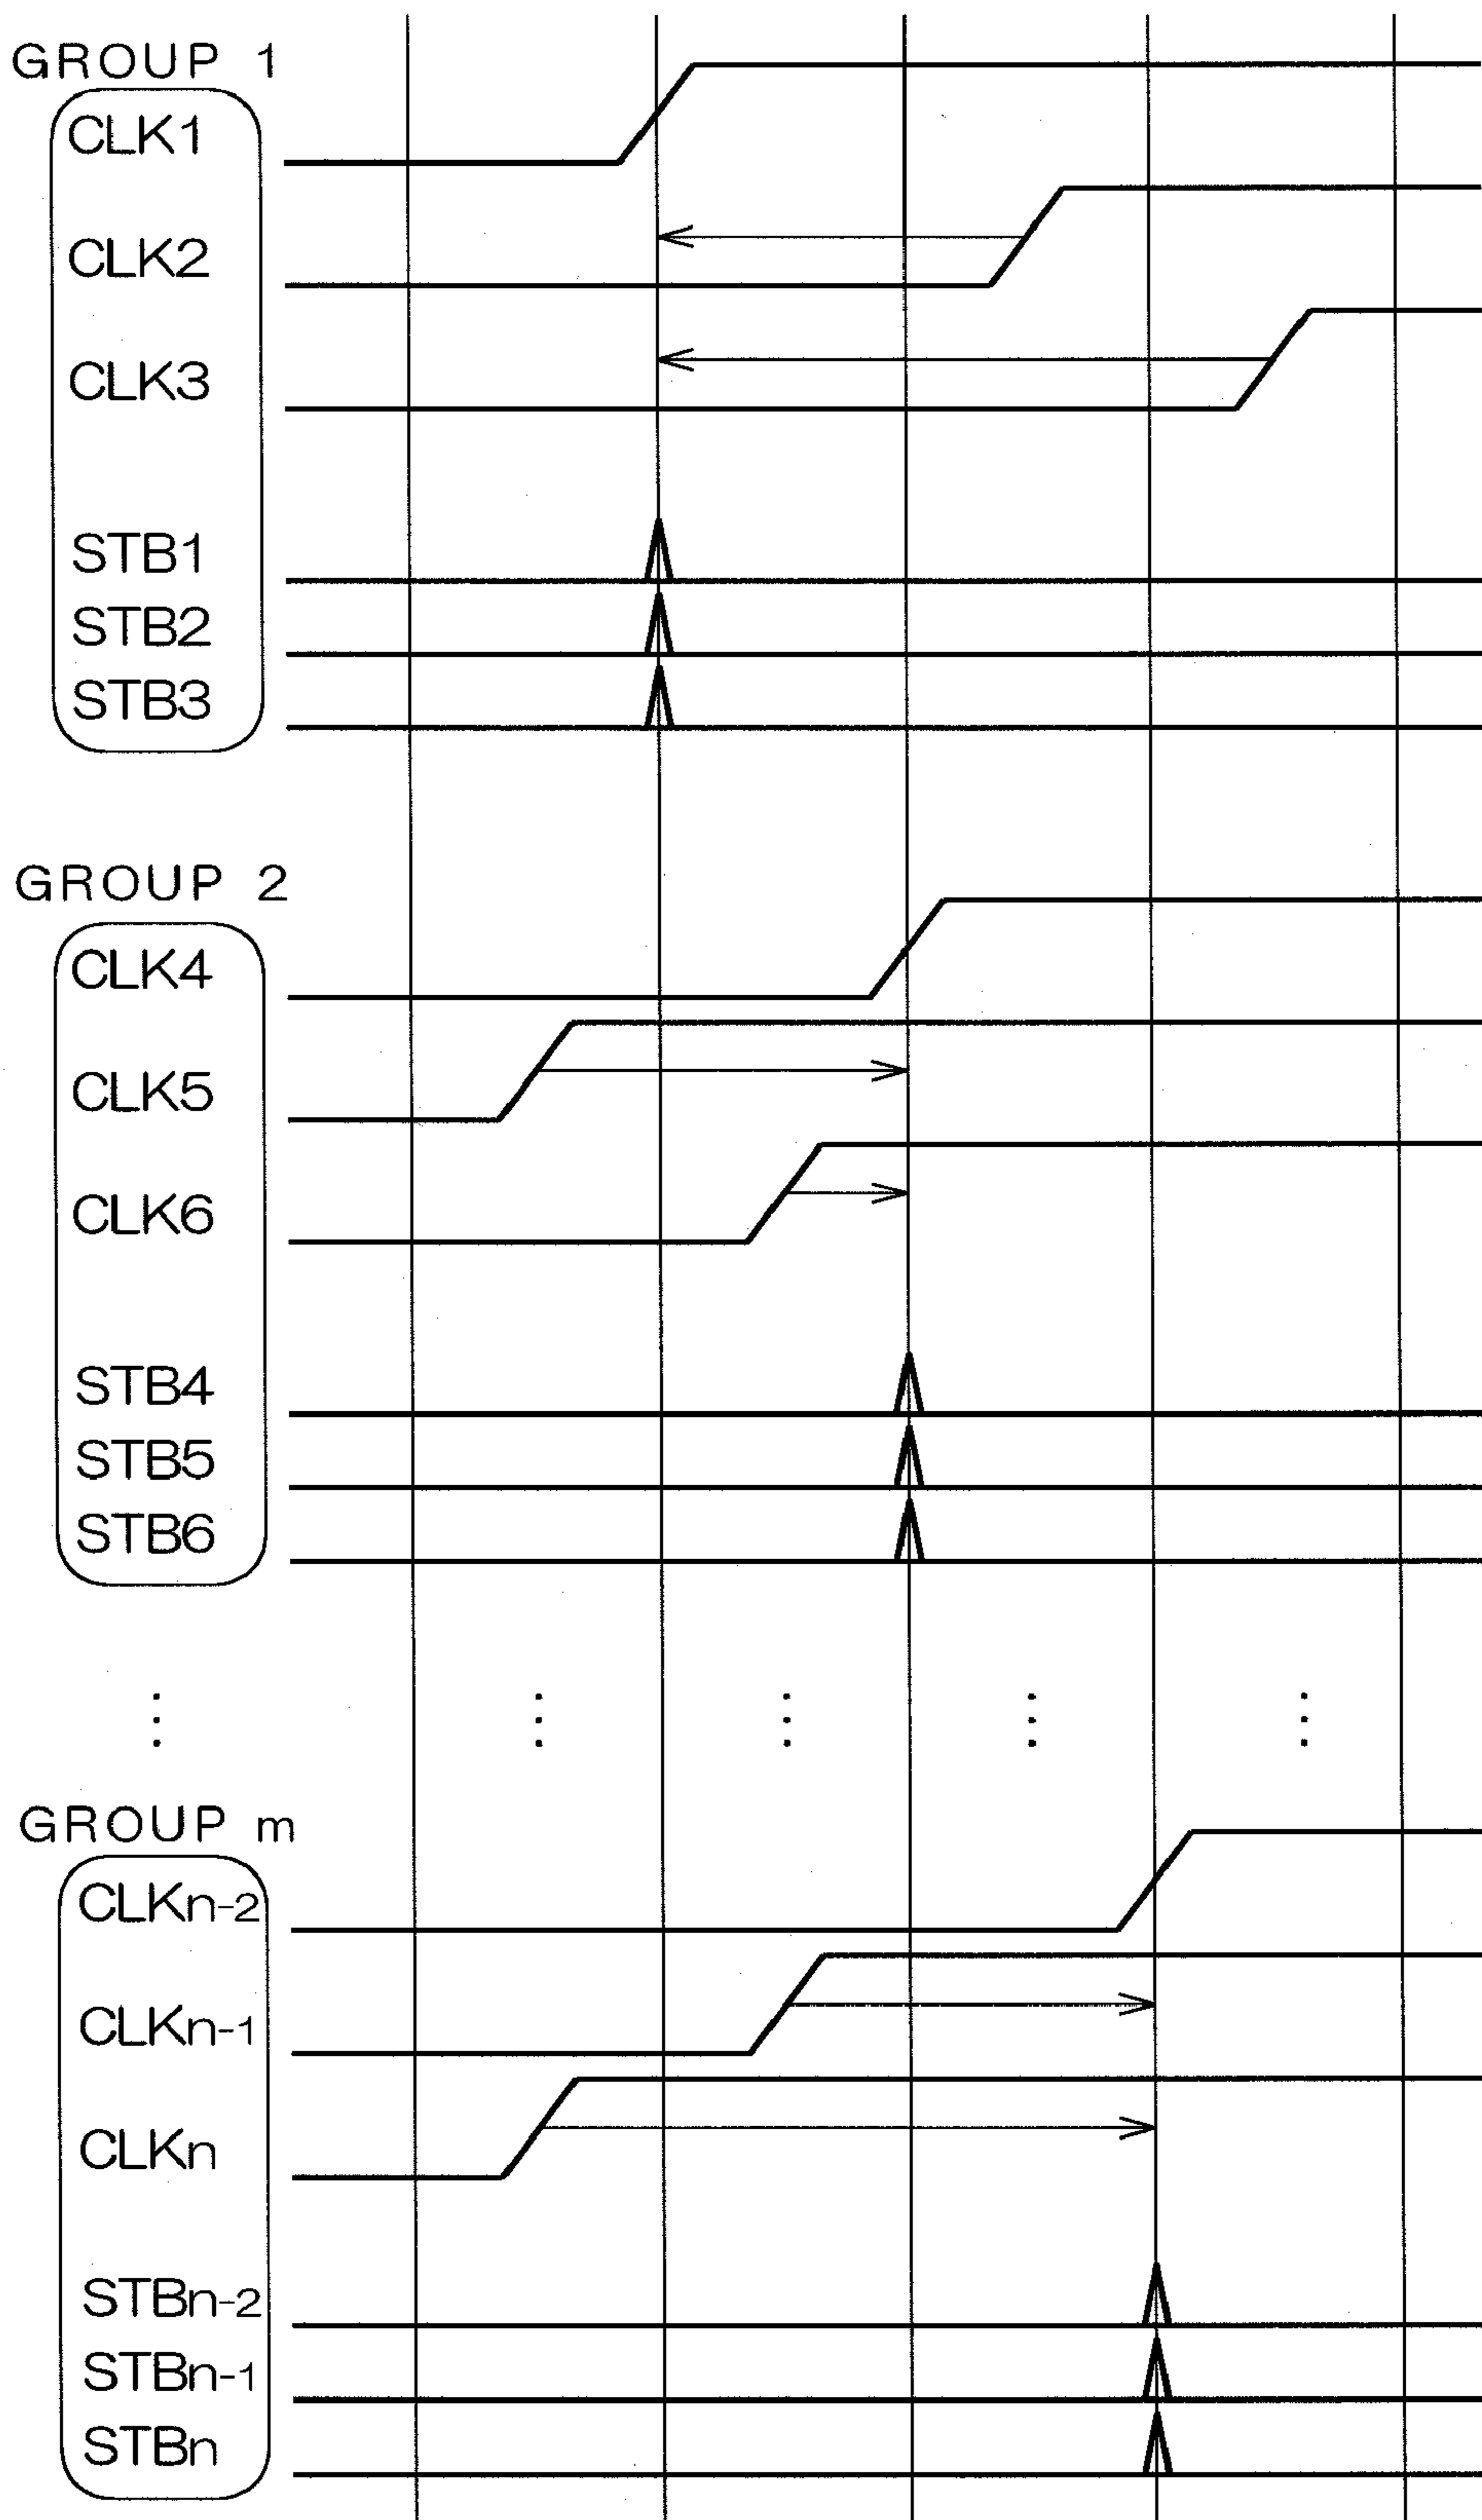 GROUP 1
CLK1
CLK2
CLK3
STB1
STB2
STB3
GROUP 2
CLK4
CLK5
CLK6
STB4
STB5
STB6
GROUP m
CLKn-2
CLKn-1
CLKn
STBn-2
STBn-1
STBn